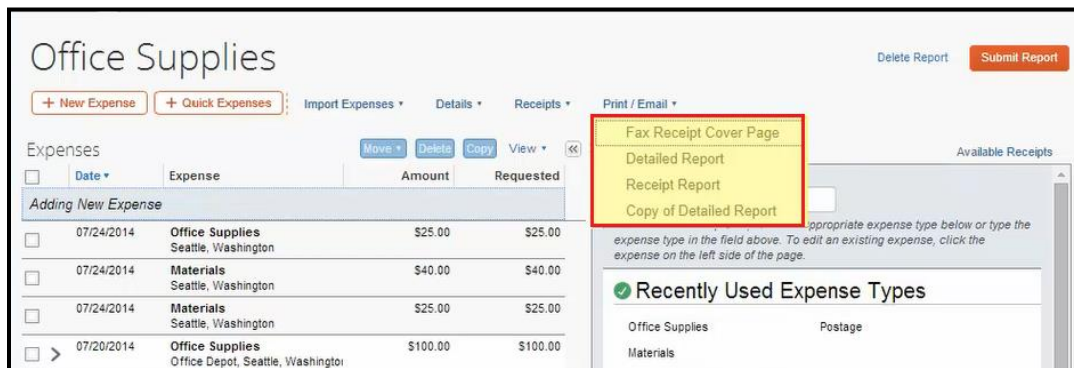 Office Supplies
Delete Report
Submit Report
+ New Expense
+ Quick Expenses
Import Expenses ▾
Details ▾
Receipts ▾
Print / Email ▾
Fax Receipt Cover Page
Detailed Report
Receipt Report
Copy of Detailed Report
Expenses
Move ▾
Delete
Copy
View ▾
<<
Available Receipts
Date ▾ Expense Amount Requested
Adding New Expense
07/24/2014 Office Supplies $25.00 $25.00
Seattle, Washington
07/24/2014 Materials $40.00 $40.00
Seattle, Washington
07/24/2014 Materials $25.00 $25.00
Seattle, Washington
07/20/2014 Office Supplies $100.00 $100.00
Office Depot, Seattle, Washington
appropriate expense type below or type the
expense type in the field above. To edit an existing expense, click the
expense on the left side of the page.
Recently Used Expense Types
Office Supplies Postage
Materials